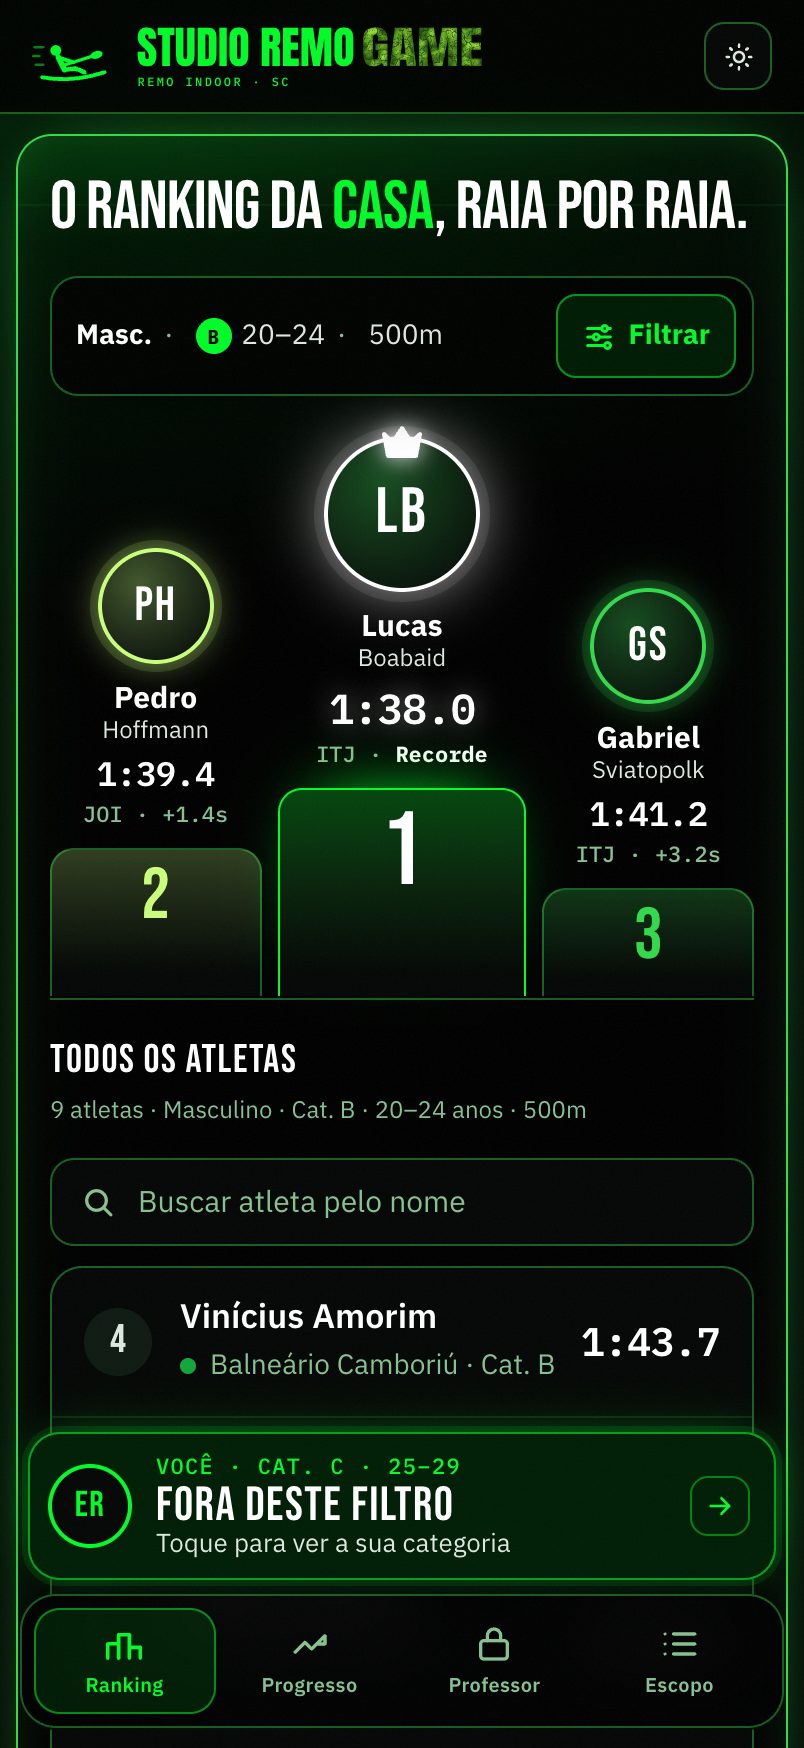 STUDIO REMO GAME
REMO INDOOR · SC
O RANKING DA CASA, RAIA POR RAIA.
Masc. · B 20–24 · 500m
Filtrar
LB
Lucas
Boabaid
1:38.0
ITJ · Recorde
1
PH
Pedro
Hoffmann
1:39.4
JOI · +1.4s
2
GS
Gabriel
Sviatopolk
1:41.2
ITJ · +3.2s
3
TODOS OS ATLETAS
9 atletas · Masculino · Cat. B · 20–24 anos · 500m
Buscar atleta pelo nome
4
Vinícius Amorim
Balneário Camboriú · Cat. B
1:43.7
ER
VOCÊ · CAT. C · 25–29
FORA DESTE FILTRO
Toque para ver a sua categoria
Ranking
Progresso
Professor
Escopo